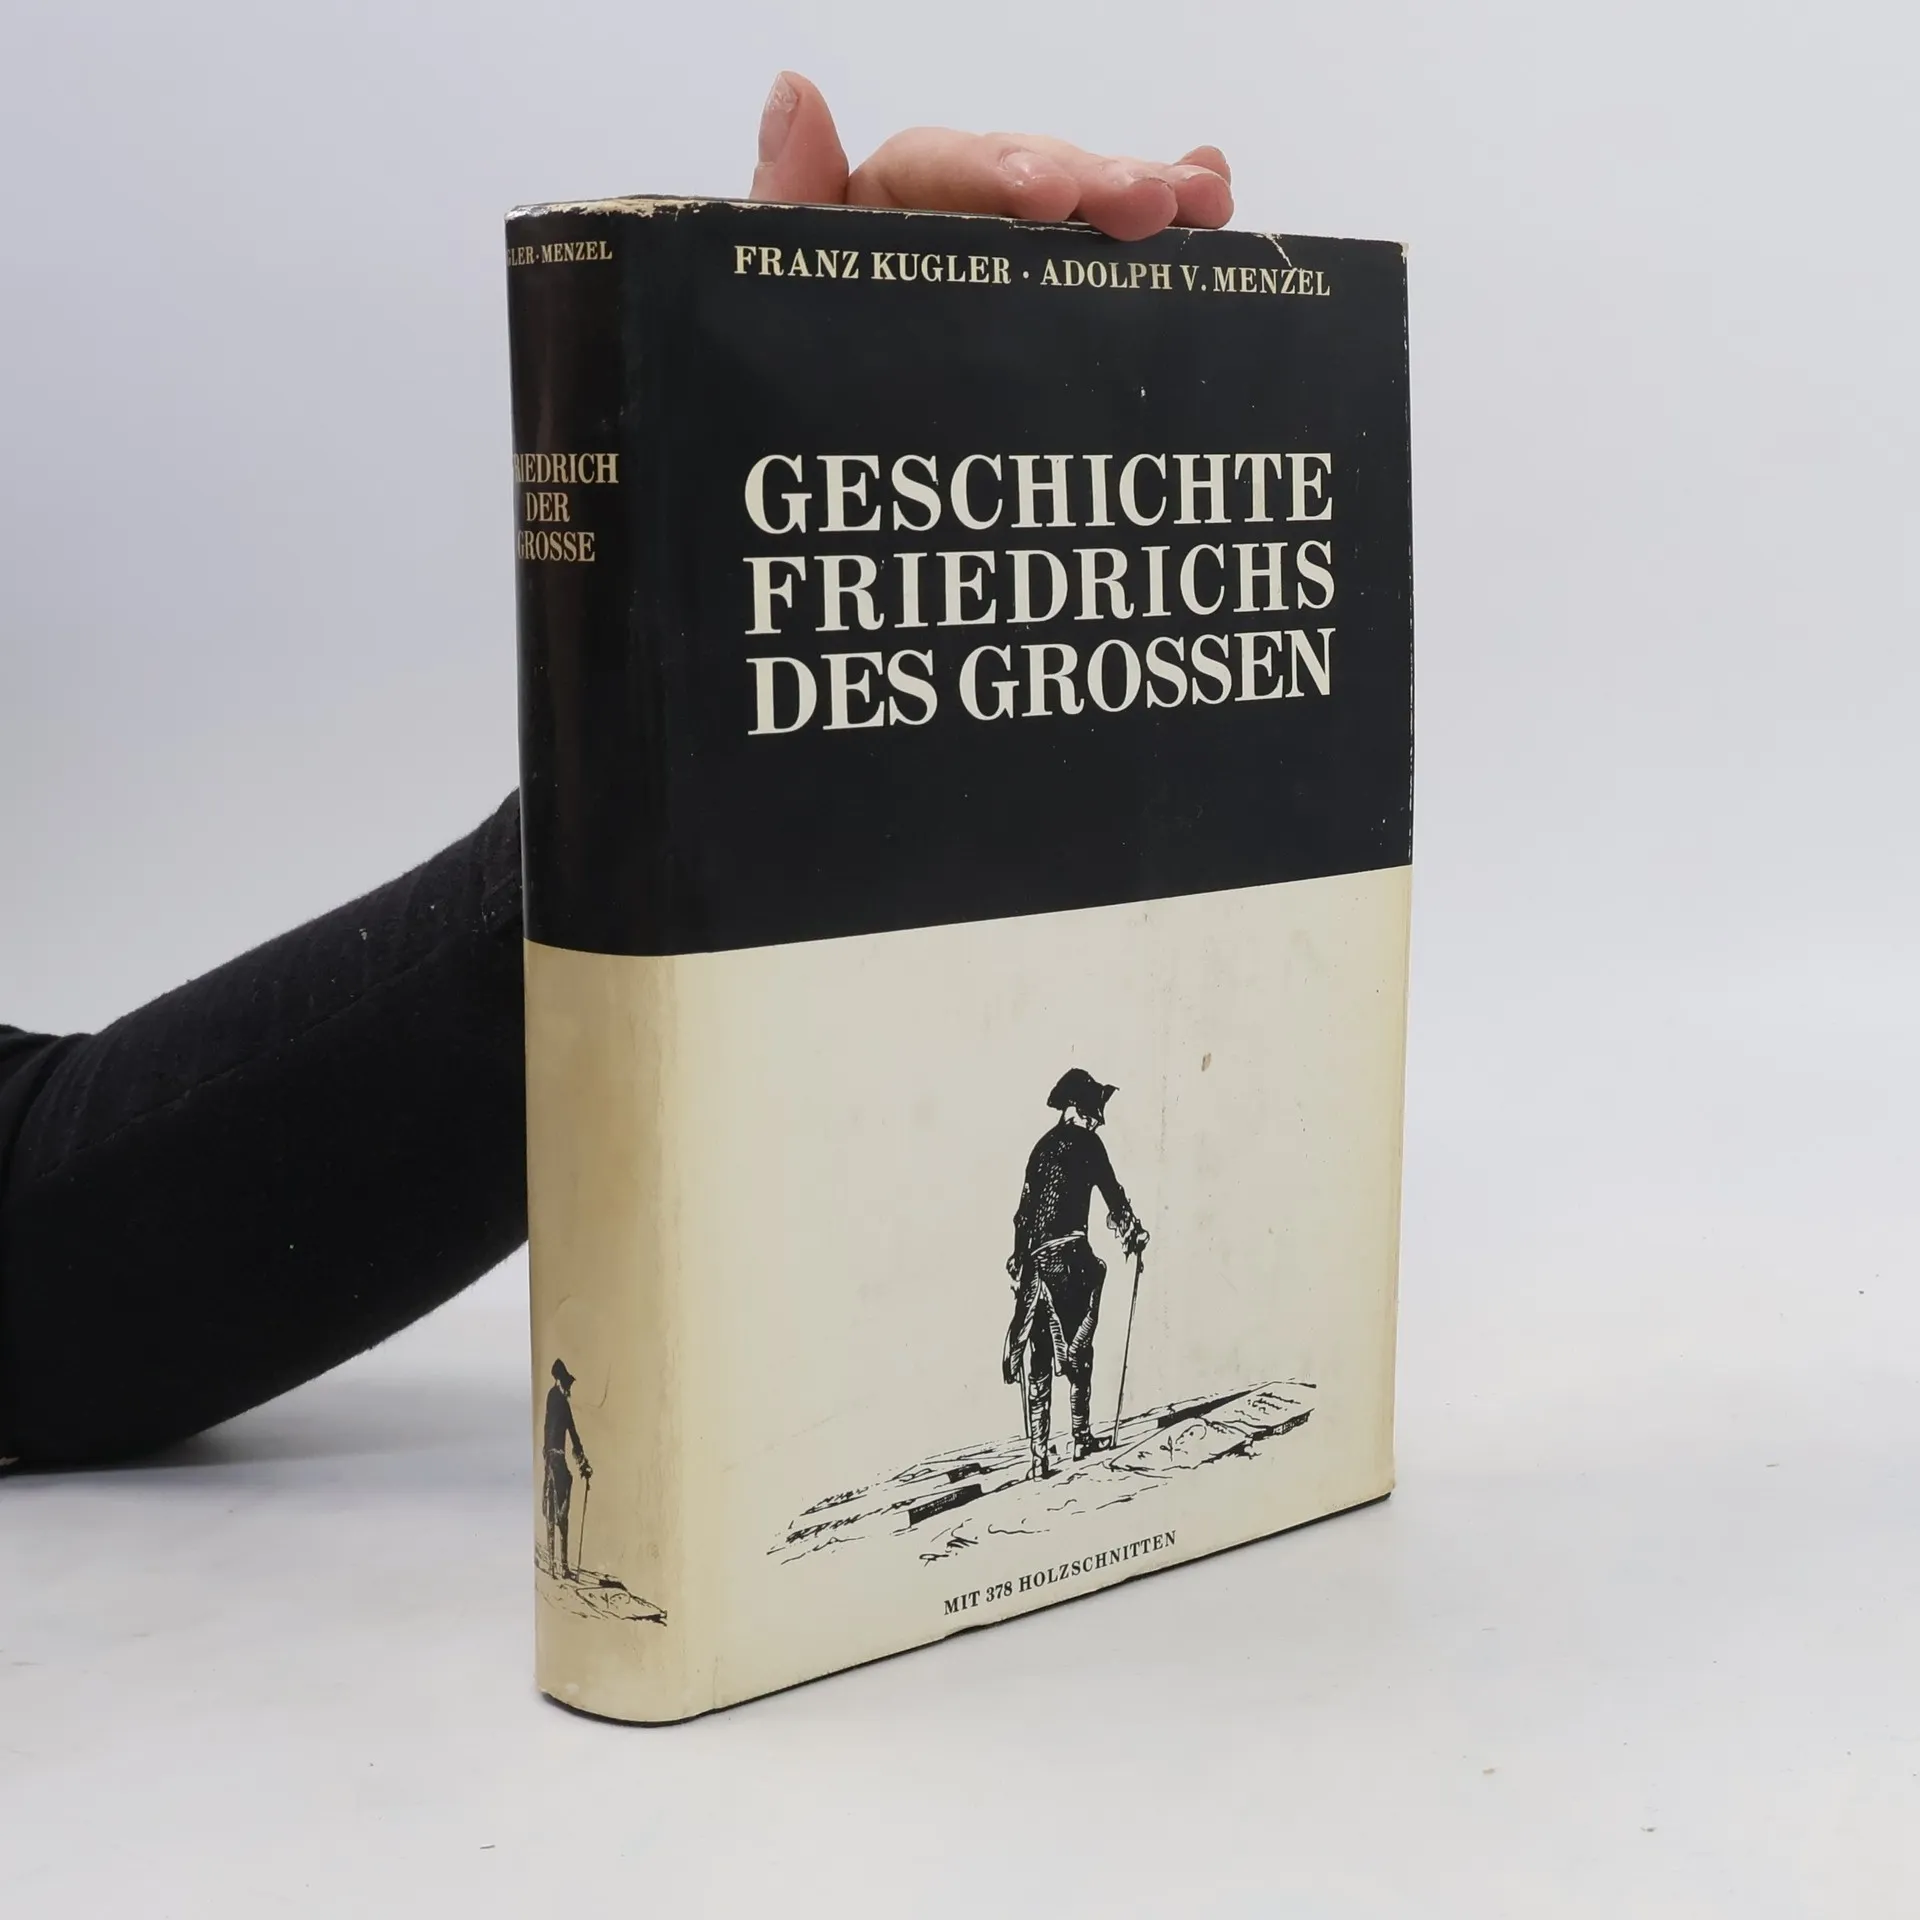 FRANZ KUGLER · ADOLPH V. MENZEL
GESCHICHTE
FRIEDRICHS
DES GROSSEN
MIT 378 HOLZSCHNITTEN
GLER·MENZEL
RIEDRICH
DER
GROSSE